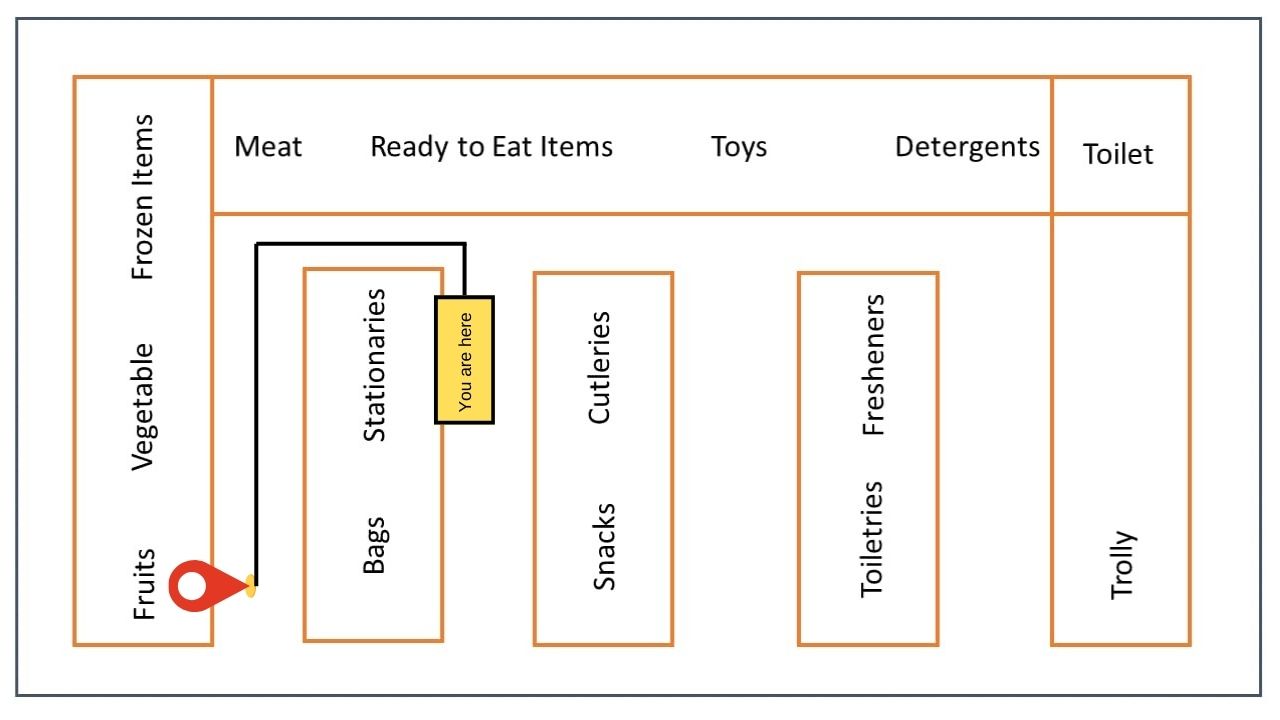 Meat
Ready to Eat Items
Toys
Detergents
Toilet
Frozen Items
Vegetable
Fruits
Stationaries
Bags
You are here
Cutleries
Snacks
Fresheners
Toiletries
Trolly